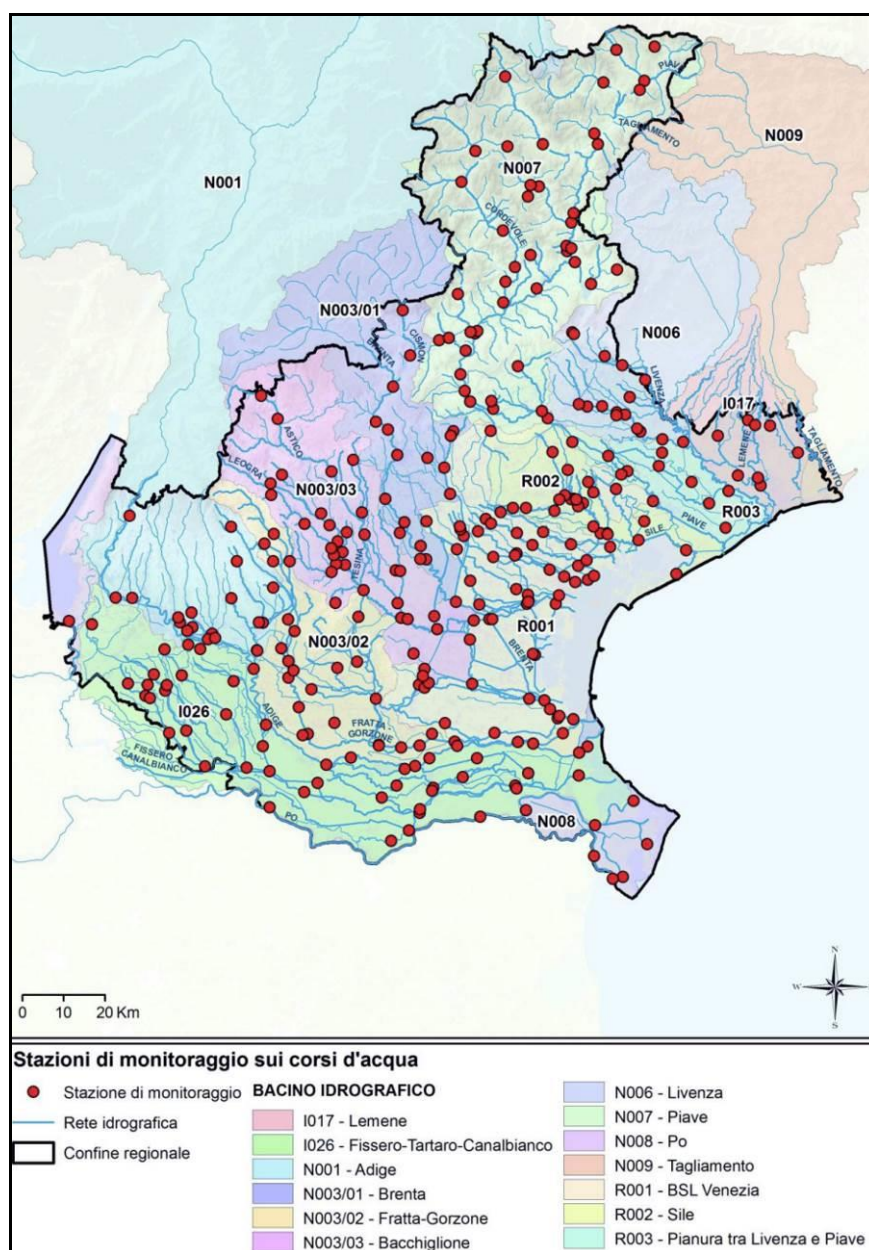 PIAVE
TAGLIAMENTO
N009
N001
N007
CORDEVOLE
N003/01
CISMON
BRENTA
N006
LIVENZA
I017
ASTICO
LEOGRA
LEMENE
TAGLIAMENTO
R002
N003/03
R003
PIAVE
SILE
TESINA
R001
N003/02
BRENTA
I026
ADIGE
FRATTA -
GORZONE
FISSERO
CANALBIANCO
PO
N008
N
W
S
0 10 20 Km
Stazioni di monitoraggio sui corsi d'acqua
Stazione di monitoraggio
Rete idrografica
Confine regionale
BACINO IDROGRAFICO
I017 - Lemene
I026 - Fissero-Tartaro-Canalbianco
N001 - Adige
N003/01 - Brenta
N003/02 - Fratta-Gorzone
N003/03 - Bacchiglione
N006 - Livenza
N007 - Piave
N008 - Po
N009 - Tagliamento
R001 - BSL Venezia
R002 - Sile
R003 - Pianura tra Livenza e Piave